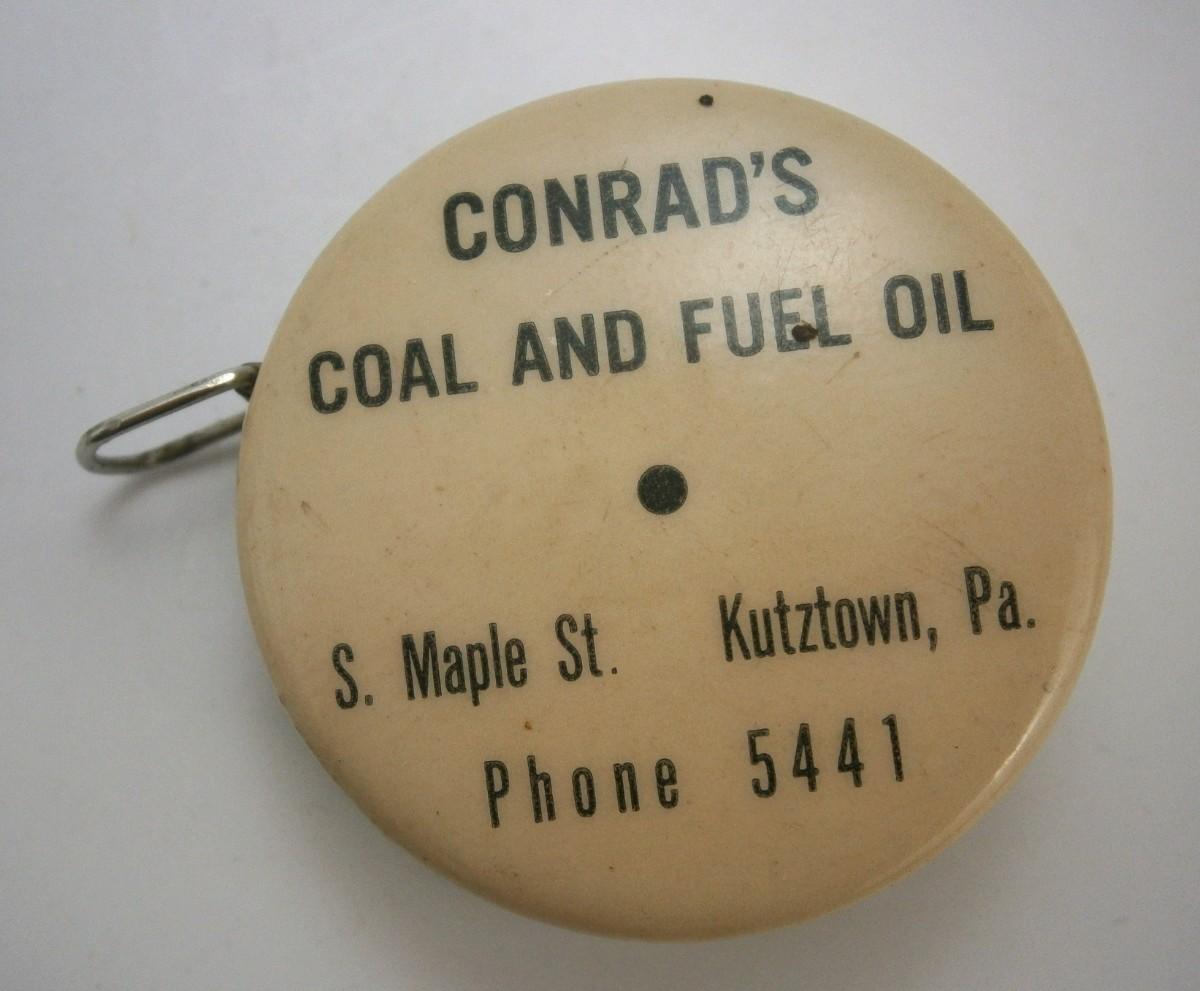 CONRAD'S
COAL AND FUEL OIL
S. Maple St. Kutztown, Pa.
Phone 5441